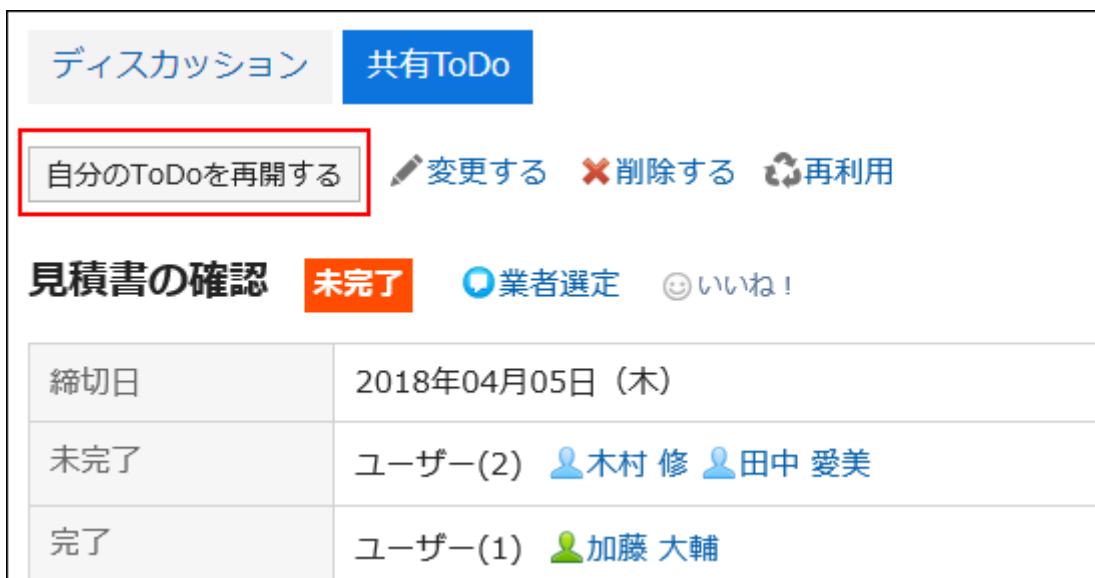 ディスカッション 共有ToDo
自分のToDoを再開する 変更する 削除する 再利用
見積書の確認 未完了 業者選定 いいね!
締切日 2018年04月05日(木)
未完了 ユーザー(2) 木村 修 田中 愛美
完了 ユーザー(1) 加藤 大輔